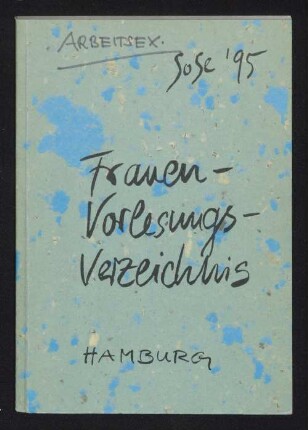 ARBEITSEX.
SoSe '95
Frauen-
Vorlesungs-
Verzeichnis
HAMBURG